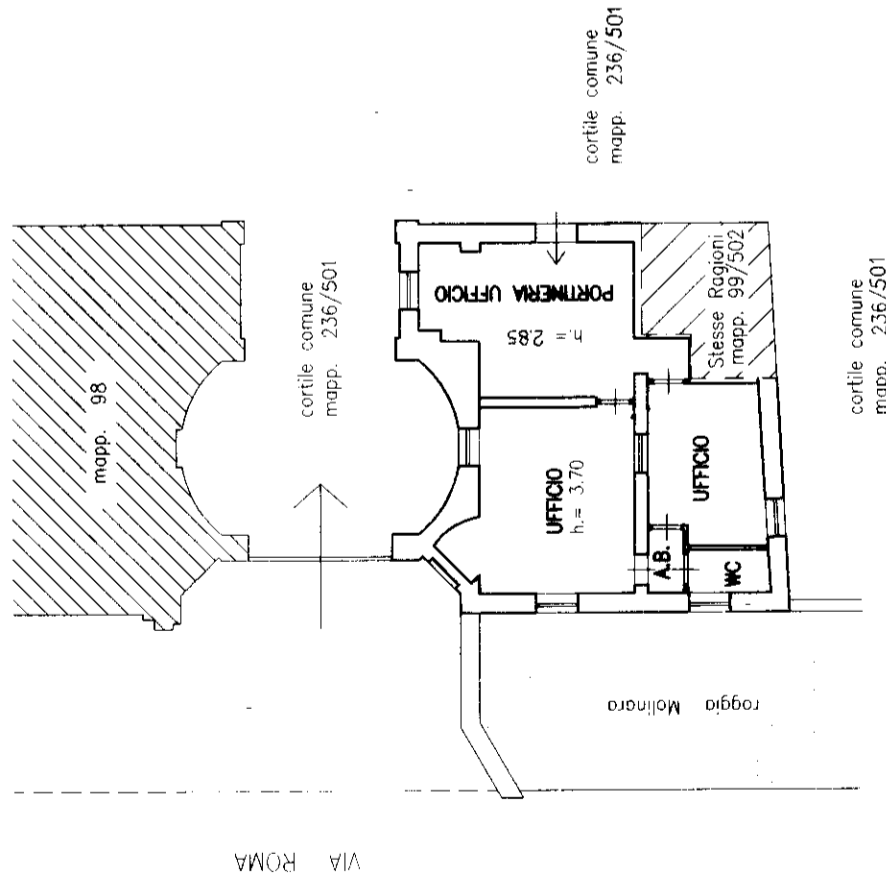 mapp. 98
cortile comune
mapp. 236/501
cortile comune
mapp. 236/501
PORTINERIA UFFICIO
h.= 2.85
Stesse Ragioni
mapp. 99/502
UFFICIO
h.= 3.70
UFFICIO
A.B.
WC
cortile comune
mapp. 236/501
roggia Molinara
VIA ROMA